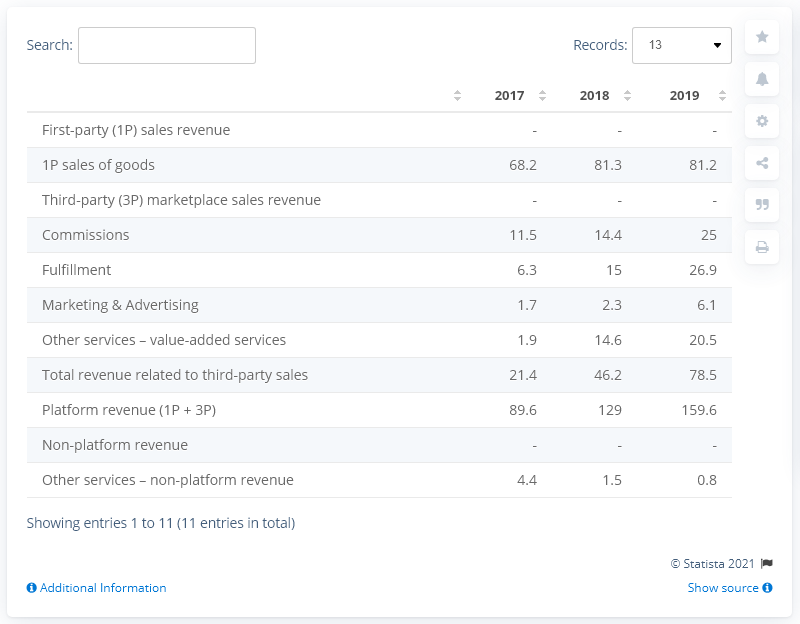 Search:
Records: 13
2017 2018 2019
First-party (1P) sales revenue - - -
1P sales of goods 68.2 81.3 81.2
Third-party (3P) marketplace sales revenue - - -
Commissions 11.5 14.4 25
Fulfillment 6.3 15 26.9
Marketing & Advertising 1.7 2.3 6.1
Other services – value-added services 1.9 14.6 20.5
Total revenue related to third-party sales 21.4 46.2 78.5
Platform revenue (1P + 3P) 89.6 129 159.6
Non-platform revenue - - -
Other services – non-platform revenue 4.4 1.5 0.8
Showing entries 1 to 11 (11 entries in total)
© Statista 2021
Additional Information Show source